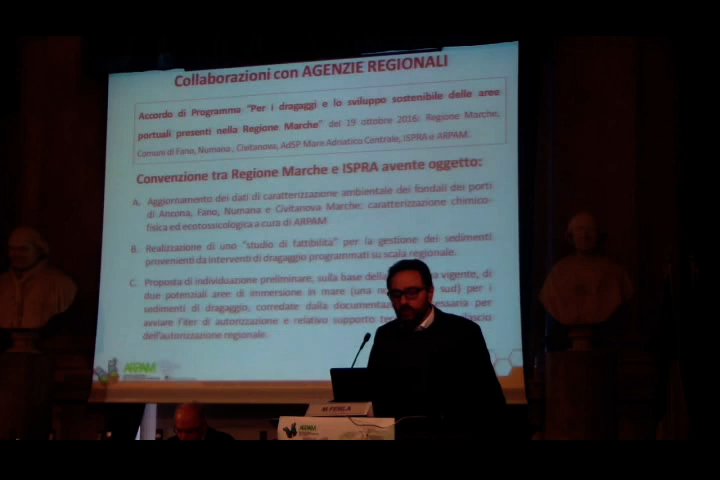 Collaborazioni con AGENZIE REGIONALI
Accordo di Programma "Per i dragaggi e lo sviluppo sostenibile delle aree
portuali presenti nella Regione Marche" del 19 ottobre 2016: Regione Marche,
Comuni di Fano, Numana, Civitanova, AdSP Mare Adriatico Centrale, ISPRA e ARPAM.
Convenzione tra Regione Marche e ISPRA avente oggetto:
A. Aggiornamento dei dati di caratterizzazione ambientale dei fondali dei porti
di Ancona, Fano, Numana e Civitanova Marche: caratterizzazione chimico-
fisica ed ecotossicologica a cura di ARPAM
B. Realizzazione di uno "studio di fattibilità" per la gestione dei sedimenti
provenienti da interventi di dragaggio programmati su scala regionale.
C. Proposta di individuazione preliminare, sulla base della vigente, di
due potenziali aree di immersione in mare (una sud) per i
sedimenti di dragaggio, corredate dalla per
avviare l'iter di autorizzazione e relativo supporto
dell'autorizzazione regionale.
ARPAM
M FERLA
ARPAM